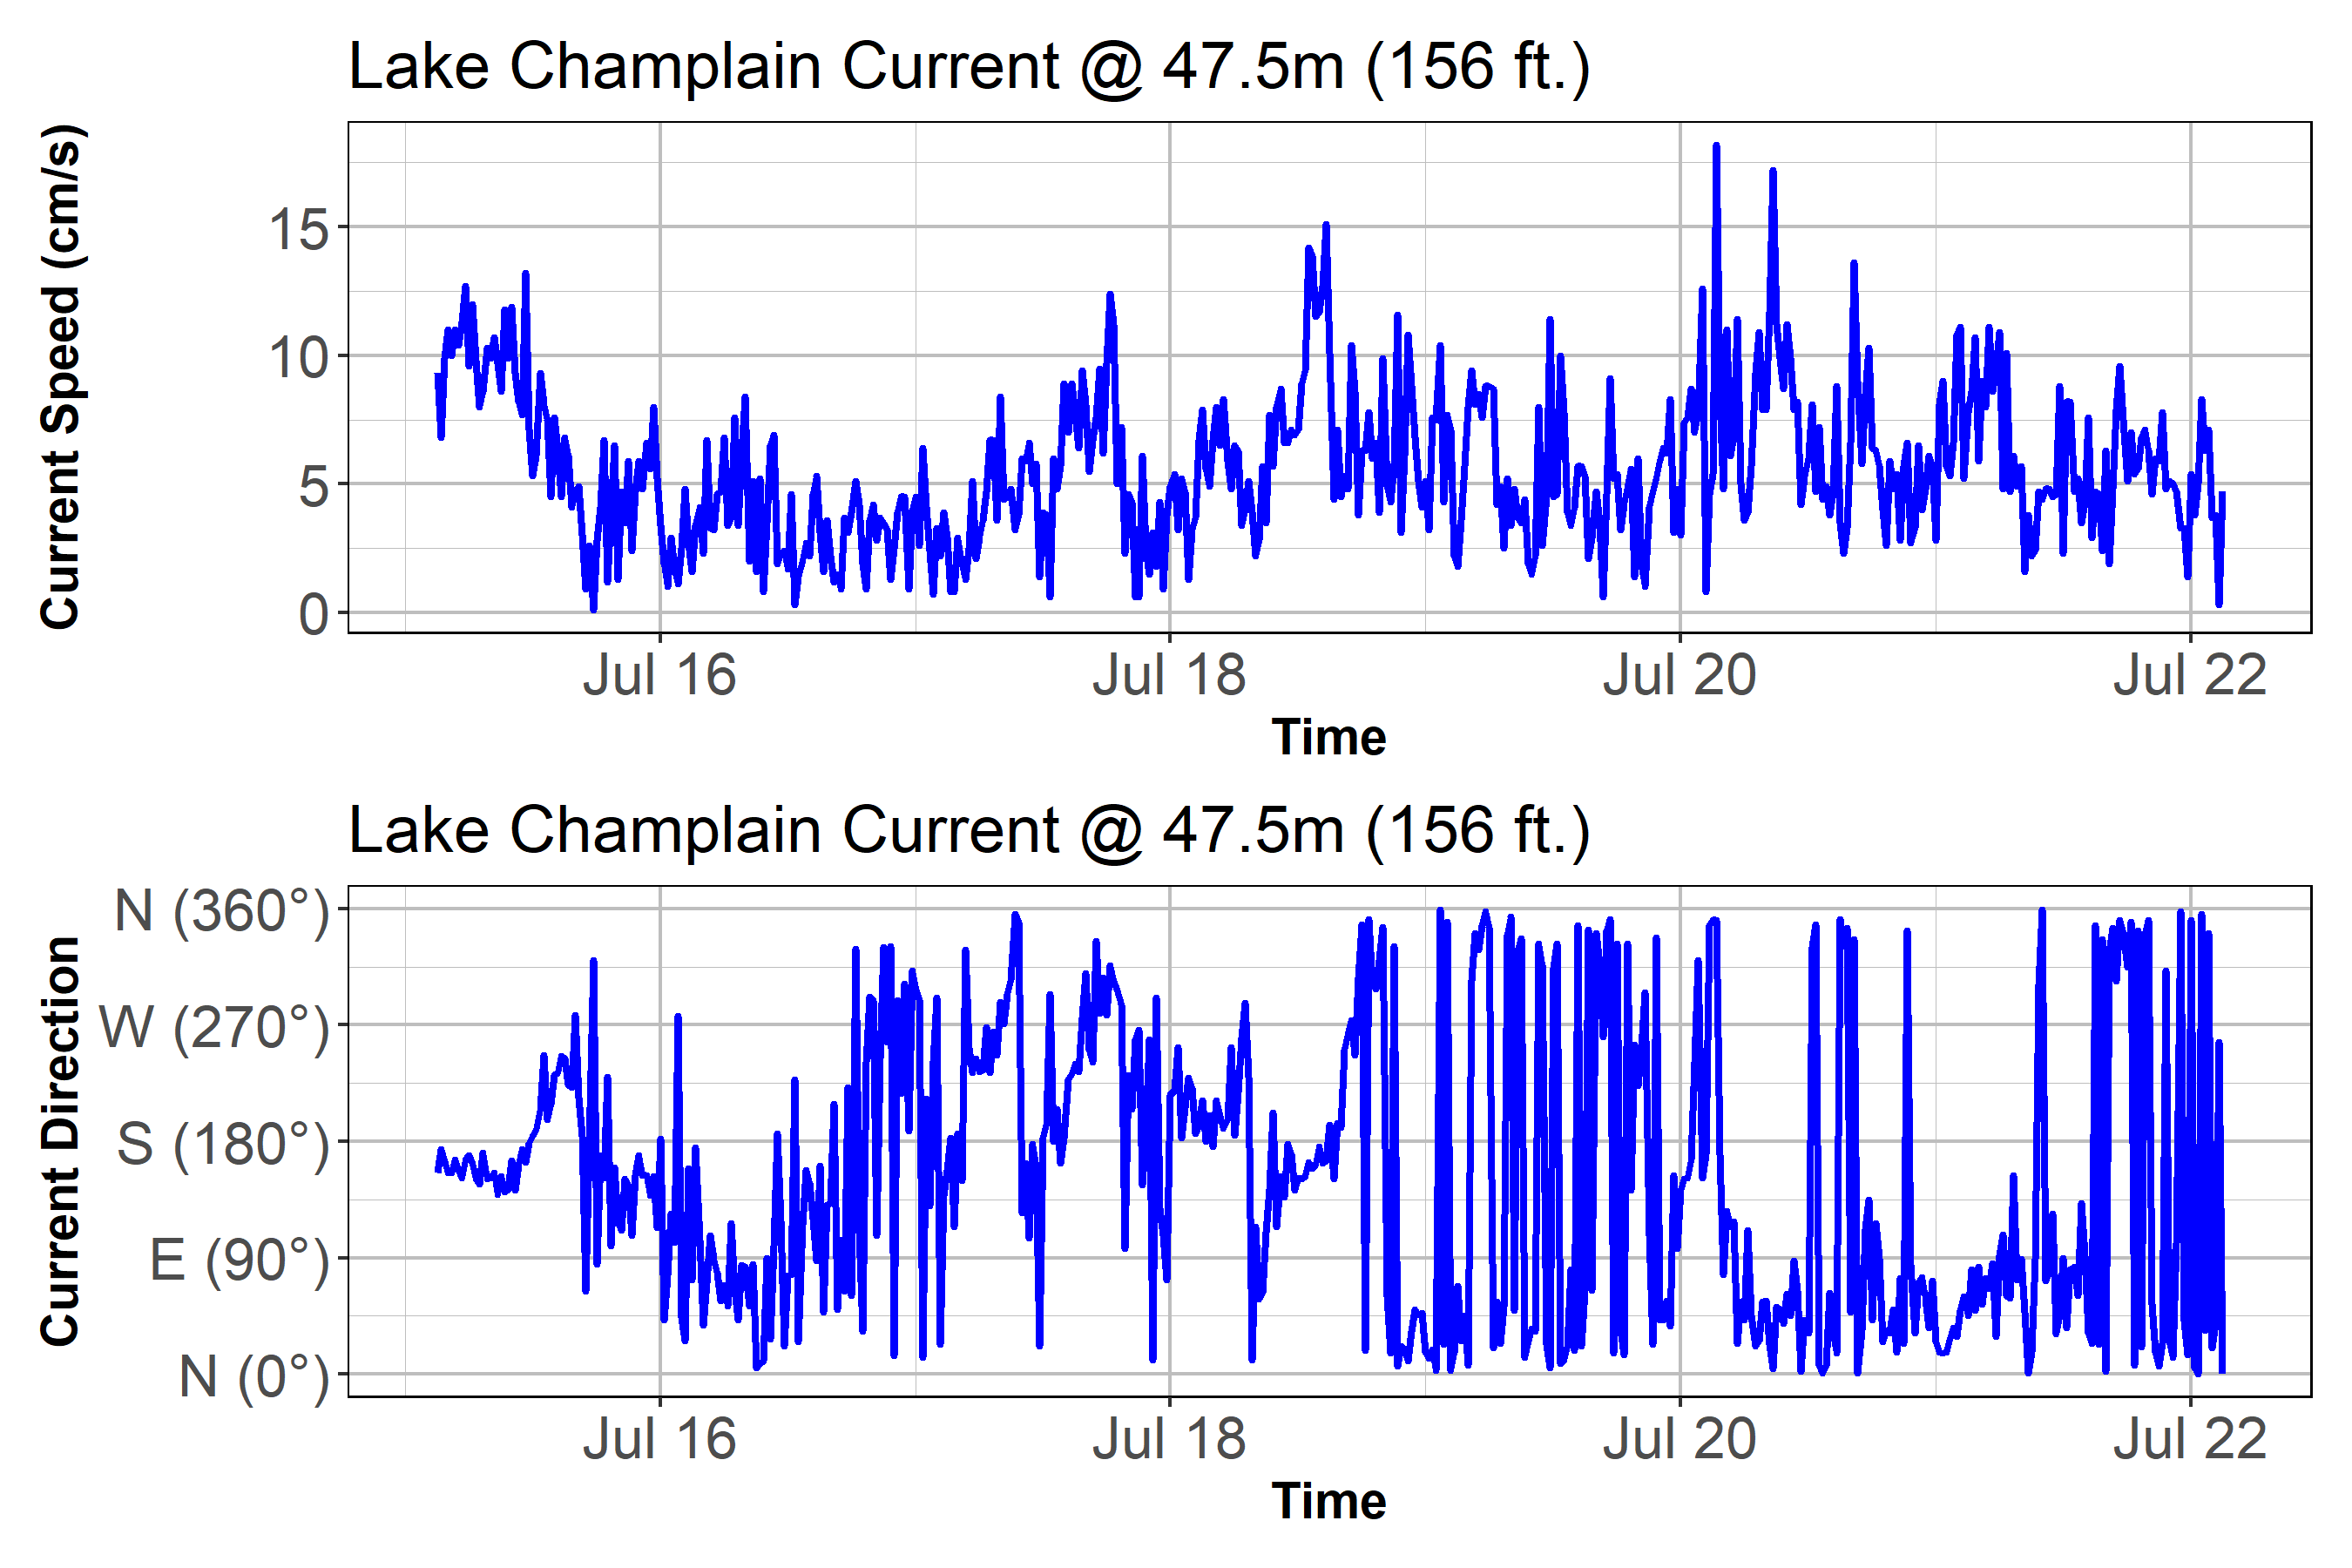 Lake Champlain Current @ 47.5m (156 ft.)
Current Speed (cm/s)
15
10
5
0
Jul 16 Jul 18 Jul 20 Jul 22
Time
Lake Champlain Current @ 47.5m (156 ft.)
Current Direction
N (360°)
W (270°)
S (180°)
E (90°)
N (0°)
Jul 16 Jul 18 Jul 20 Jul 22
Time